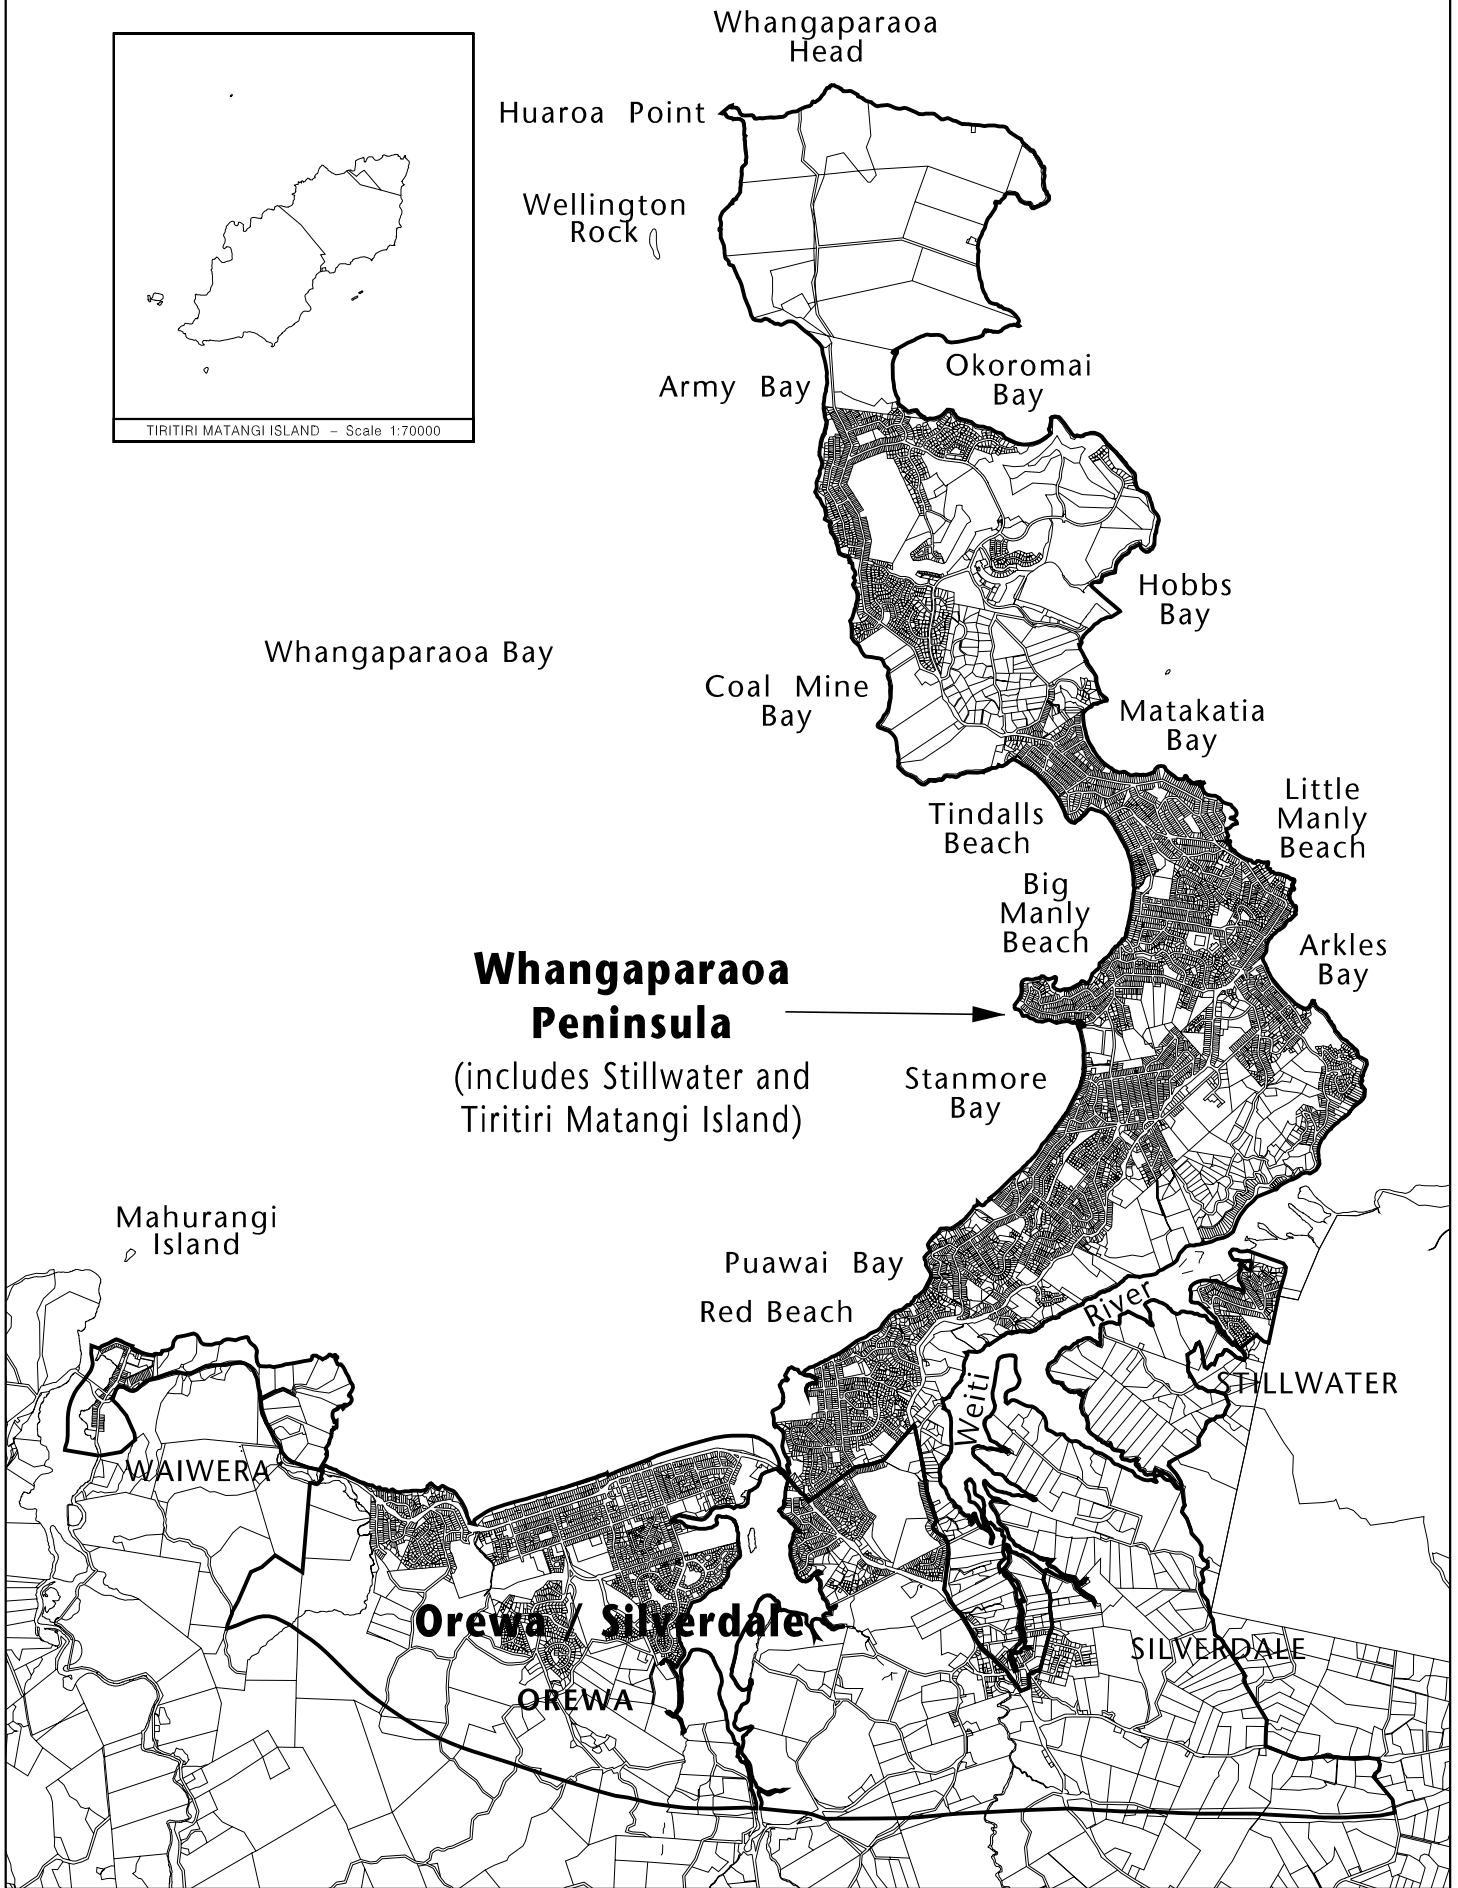 Whangaparaoa
Head
Huaroa Point
Wellington
Rock
TIRITIRI MATANGI ISLAND – Scale 1:70000
Army Bay
Okoromai
Bay
Hobbs
Bay
Whangaparaoa Bay
Coal Mine
Bay
Matakatia
Bay
Tindalls
Beach
Little
Manly
Beach
Big
Manly
Beach
Arkles
Bay
Whangaparaoa
Peninsula
(includes Stillwater and
Tiritiri Matangi Island)
Stanmore
Bay
Mahurangi
Island
Puawai Bay
Red Beach
Weiti
River
STILLWATER
WAIWERA
Orewa / Silverdale
SILVERDALE
OREWA